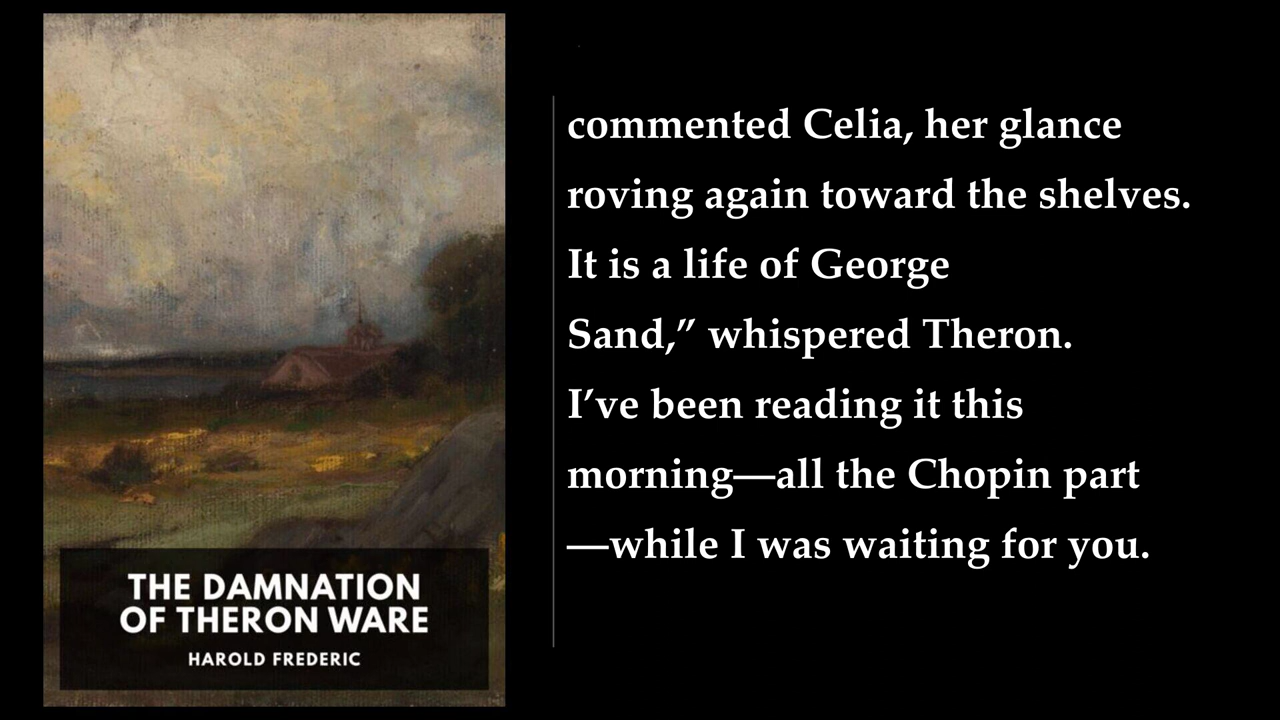 THE DAMNATION
OF THERON WARE
HAROLD FREDERIC
commented Celia, her glance
roving again toward the shelves.
It is a life of George
Sand,” whispered Theron.
I’ve been reading it this
morning—all the Chopin part
—while I was waiting for you.